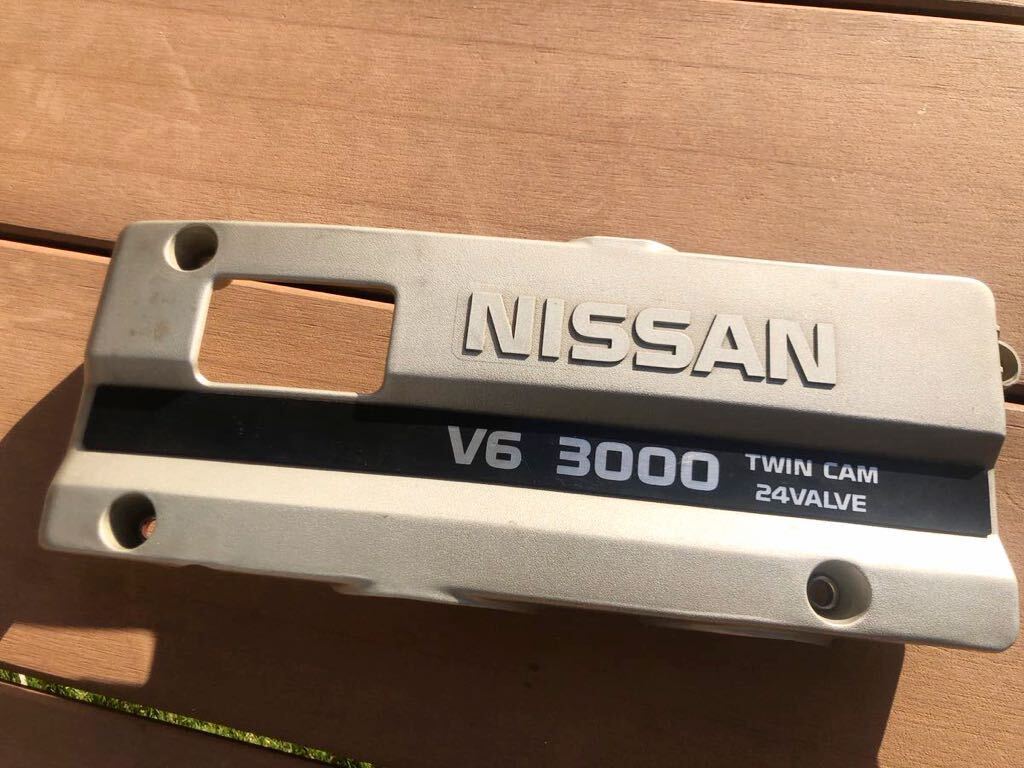 NISSAN
V6 3000 TWIN CAM
24VALVE